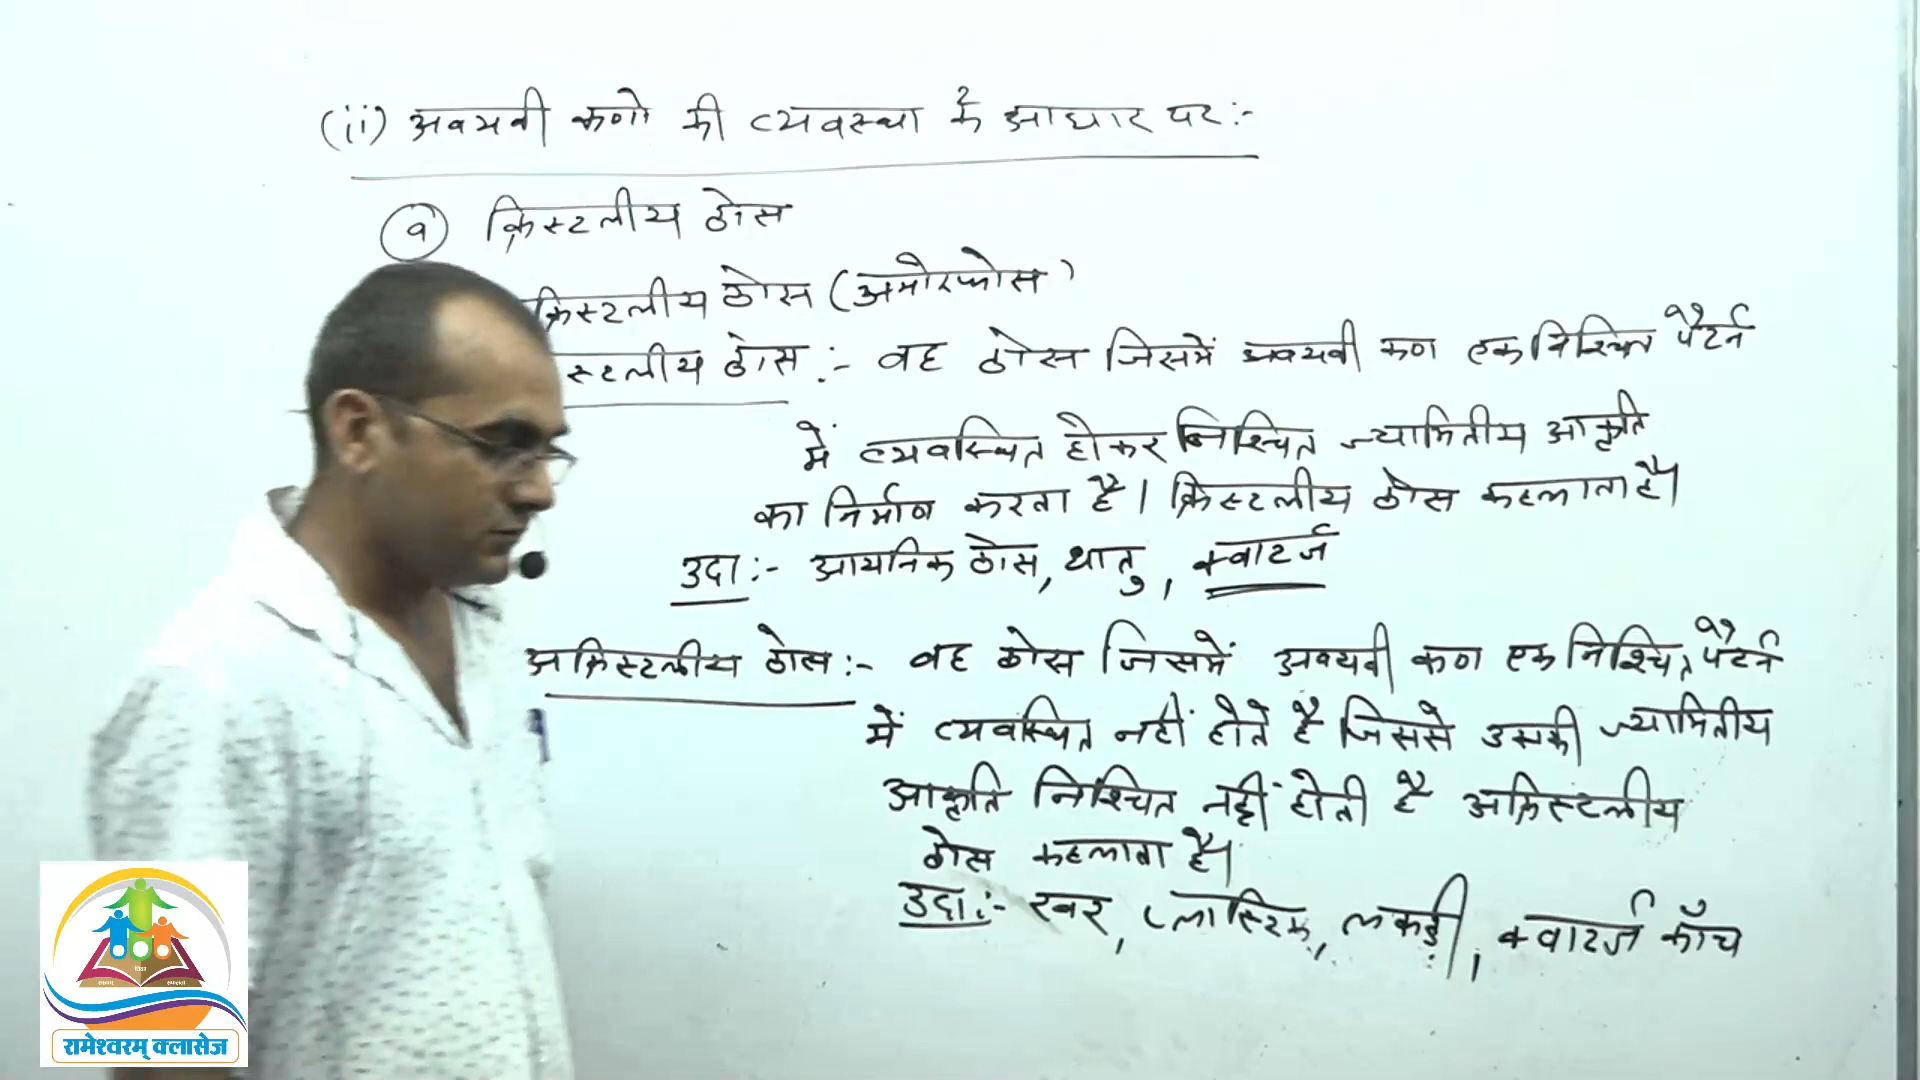 (ii) अवयवी कणो की व्यवस्था के आधार पर:-
(a) क्रिस्टलीय ठोस
क्रिस्टलीय ठोस (अमोरफोस)
स्टलीय ठोस :- वह ठोस जिसमें अवयवी कण एक निश्चित पैटर्न
में व्यवस्थित होकर निश्चित ज्यामितीय आकृति
का निर्माण करता है। क्रिस्टलीय ठोस कहलाता है।
उदा :- आयनिक ठोस, धातु, क्वाटर्ज
अक्रिस्टलीय ठोस :- वह ठोस जिसमें अवयवी कण एक निश्चित पैटर्न
में व्यवस्थित नहीं होते है जिससे उसकी ज्यामितीय
आकृति निश्चित नहीं होती है अक्रिस्टलीय
ठोस कहलाता है।
उदा :- रबर, प्लास्टिक, लकड़ी, क्वाटर्ज काँच
रामेश्वरम् क्लासेज